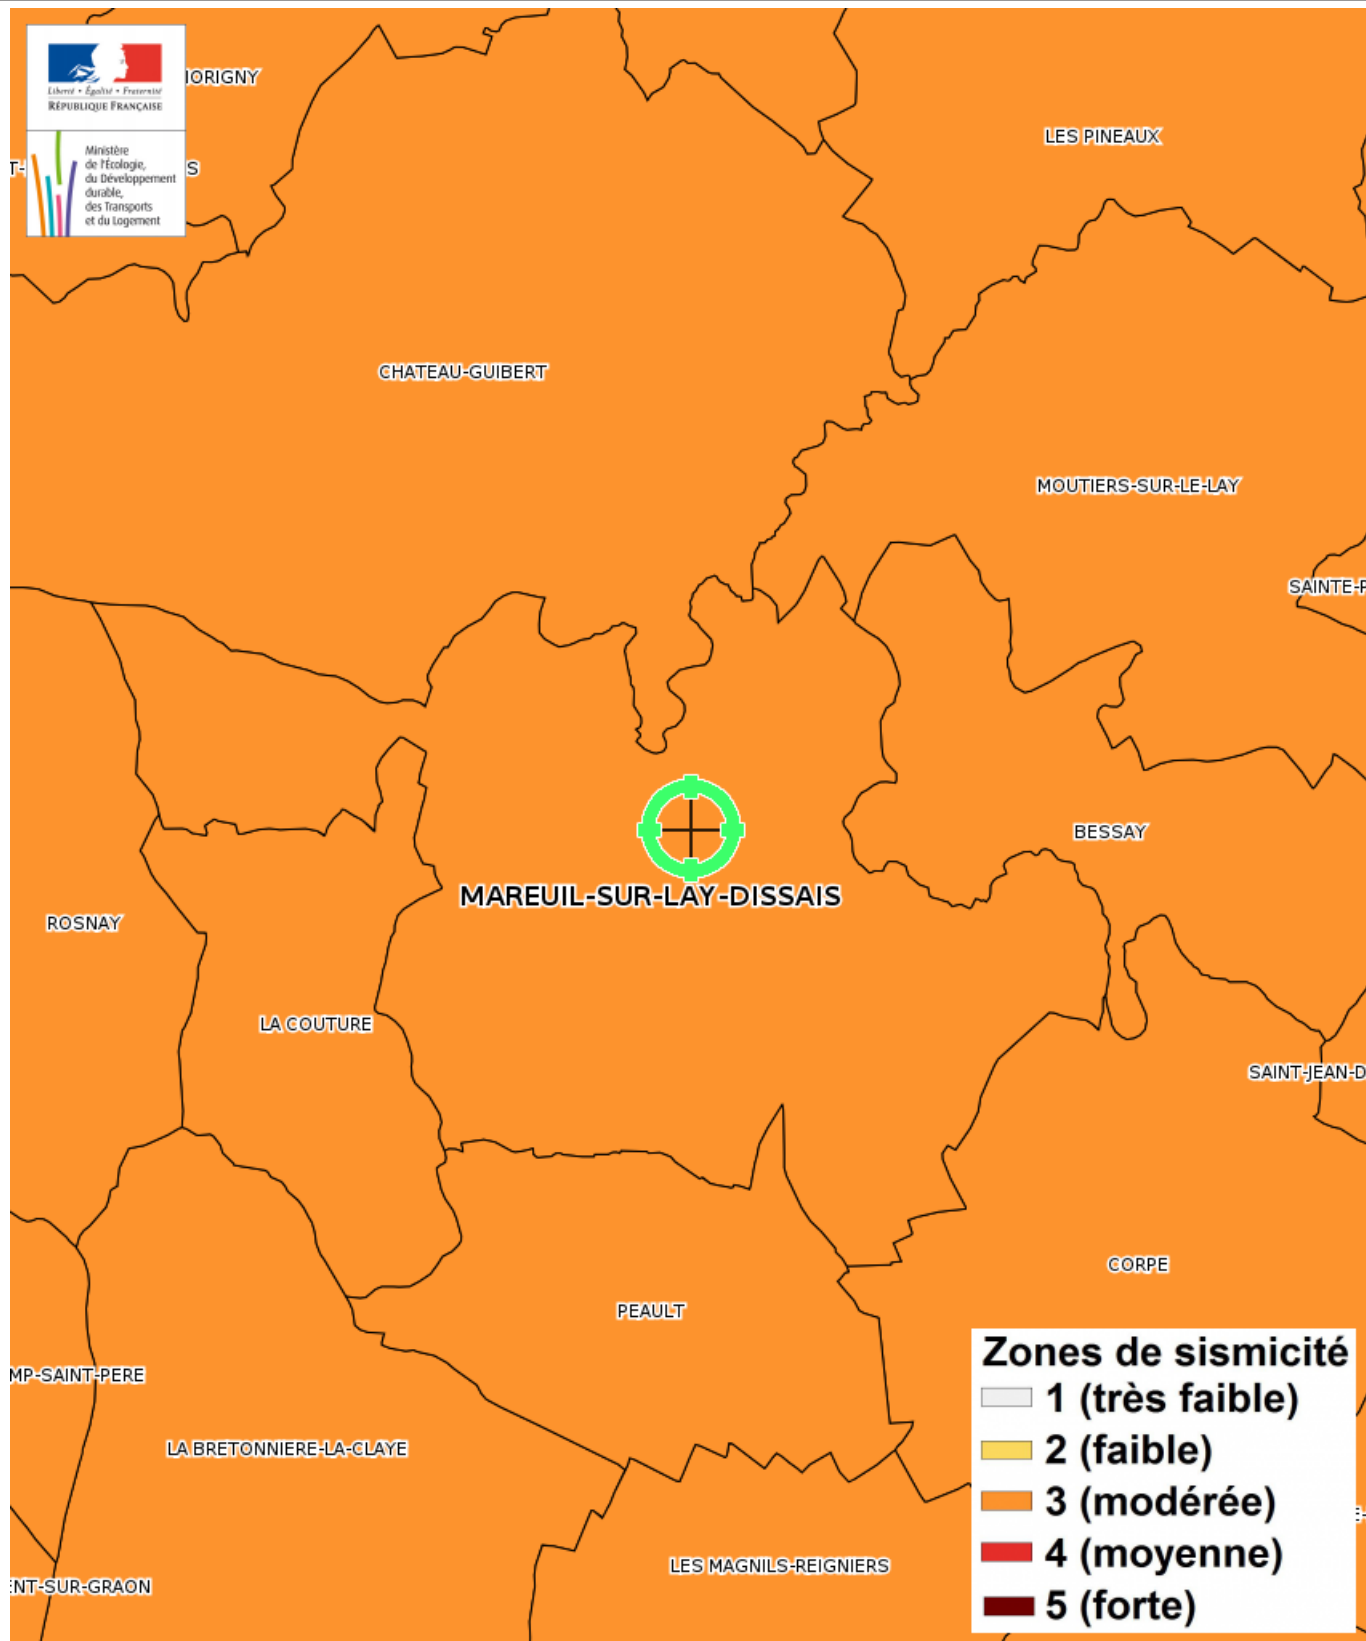 Liberté • Égalité • Fraternité
RÉPUBLIQUE FRANÇAISE
Ministère
de l'Écologie,
du Développement
durable,
des Transports
et du Logement
LES PINEAUX
CHATEAU-GUIBERT
MOUTIERS-SUR-LE-LAY
BESSAY
MAREUIL-SUR-LAY-DISSAIS
ROSNAY
LA COUTURE
SAINT-JEAN-D
CORPE
PEAULT
MP-SAINT-PERE
LA BRETONNIERE-LA-CLAYE
LES MAGNILS-REIGNIERS
ENT-SUR-GRAON
Zones de sismicité
1 (très faible)
2 (faible)
3 (modérée)
4 (moyenne)
5 (forte)